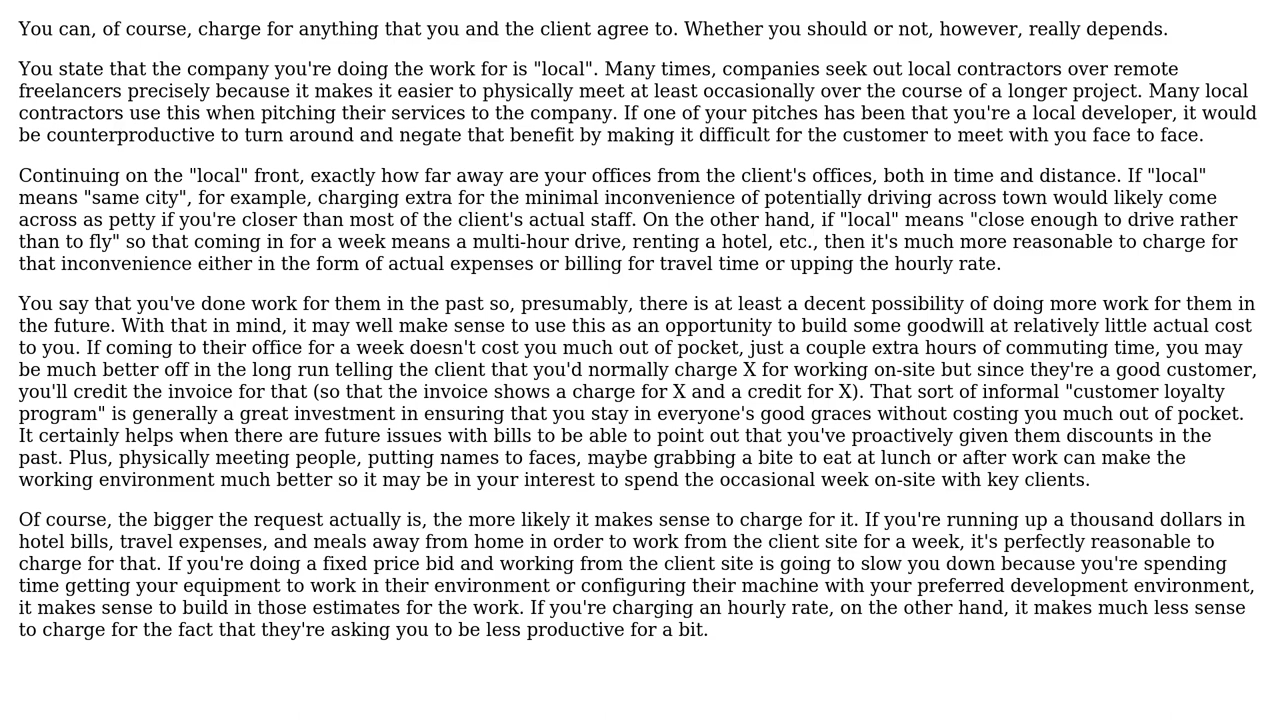 You can, of course, charge for anything that you and the client agree to. Whether you should or not, however, really depends.
You state that the company you're doing the work for is "local". Many times, companies seek out local contractors over remote
freelancers precisely because it makes it easier to physically meet at least occasionally over the course of a longer project. Many local
contractors use this when pitching their services to the company. If one of your pitches has been that you're a local developer, it would
be counterproductive to turn around and negate that benefit by making it difficult for the customer to meet with you face to face.
Continuing on the "local" front, exactly how far away are your offices from the client's offices, both in time and distance. If "local"
means "same city", for example, charging extra for the minimal inconvenience of potentially driving across town would likely come
across as petty if you're closer than most of the client's actual staff. On the other hand, if "local" means "close enough to drive rather
than to fly" so that coming in for a week means a multi-hour drive, renting a hotel, etc., then it's much more reasonable to charge for
that inconvenience either in the form of actual expenses or billing for travel time or upping the hourly rate.
You say that you've done work for them in the past so, presumably, there is at least a decent possibility of doing more work for them in
the future. With that in mind, it may well make sense to use this as an opportunity to build some goodwill at relatively little actual cost
to you. If coming to their office for a week doesn't cost you much out of pocket, just a couple extra hours of commuting time, you may
be much better off in the long run telling the client that you'd normally charge X for working on-site but since they're a good customer,
you'll credit the invoice for that (so that the invoice shows a charge for X and a credit for X). That sort of informal "customer loyalty
program" is generally a great investment in ensuring that you stay in everyone's good graces without costing you much out of pocket.
It certainly helps when there are future issues with bills to be able to point out that you've proactively given them discounts in the
past. Plus, physically meeting people, putting names to faces, maybe grabbing a bite to eat at lunch or after work can make the
working environment much better so it may be in your interest to spend the occasional week on-site with key clients.
Of course, the bigger the request actually is, the more likely it makes sense to charge for it. If you're running up a thousand dollars in
hotel bills, travel expenses, and meals away from home in order to work from the client site for a week, it's perfectly reasonable to
charge for that. If you're doing a fixed price bid and working from the client site is going to slow you down because you're spending
time getting your equipment to work in their environment or configuring their machine with your preferred development environment,
it makes sense to build in those estimates for the work. If you're charging an hourly rate, on the other hand, it makes much less sense
to charge for the fact that they're asking you to be less productive for a bit.